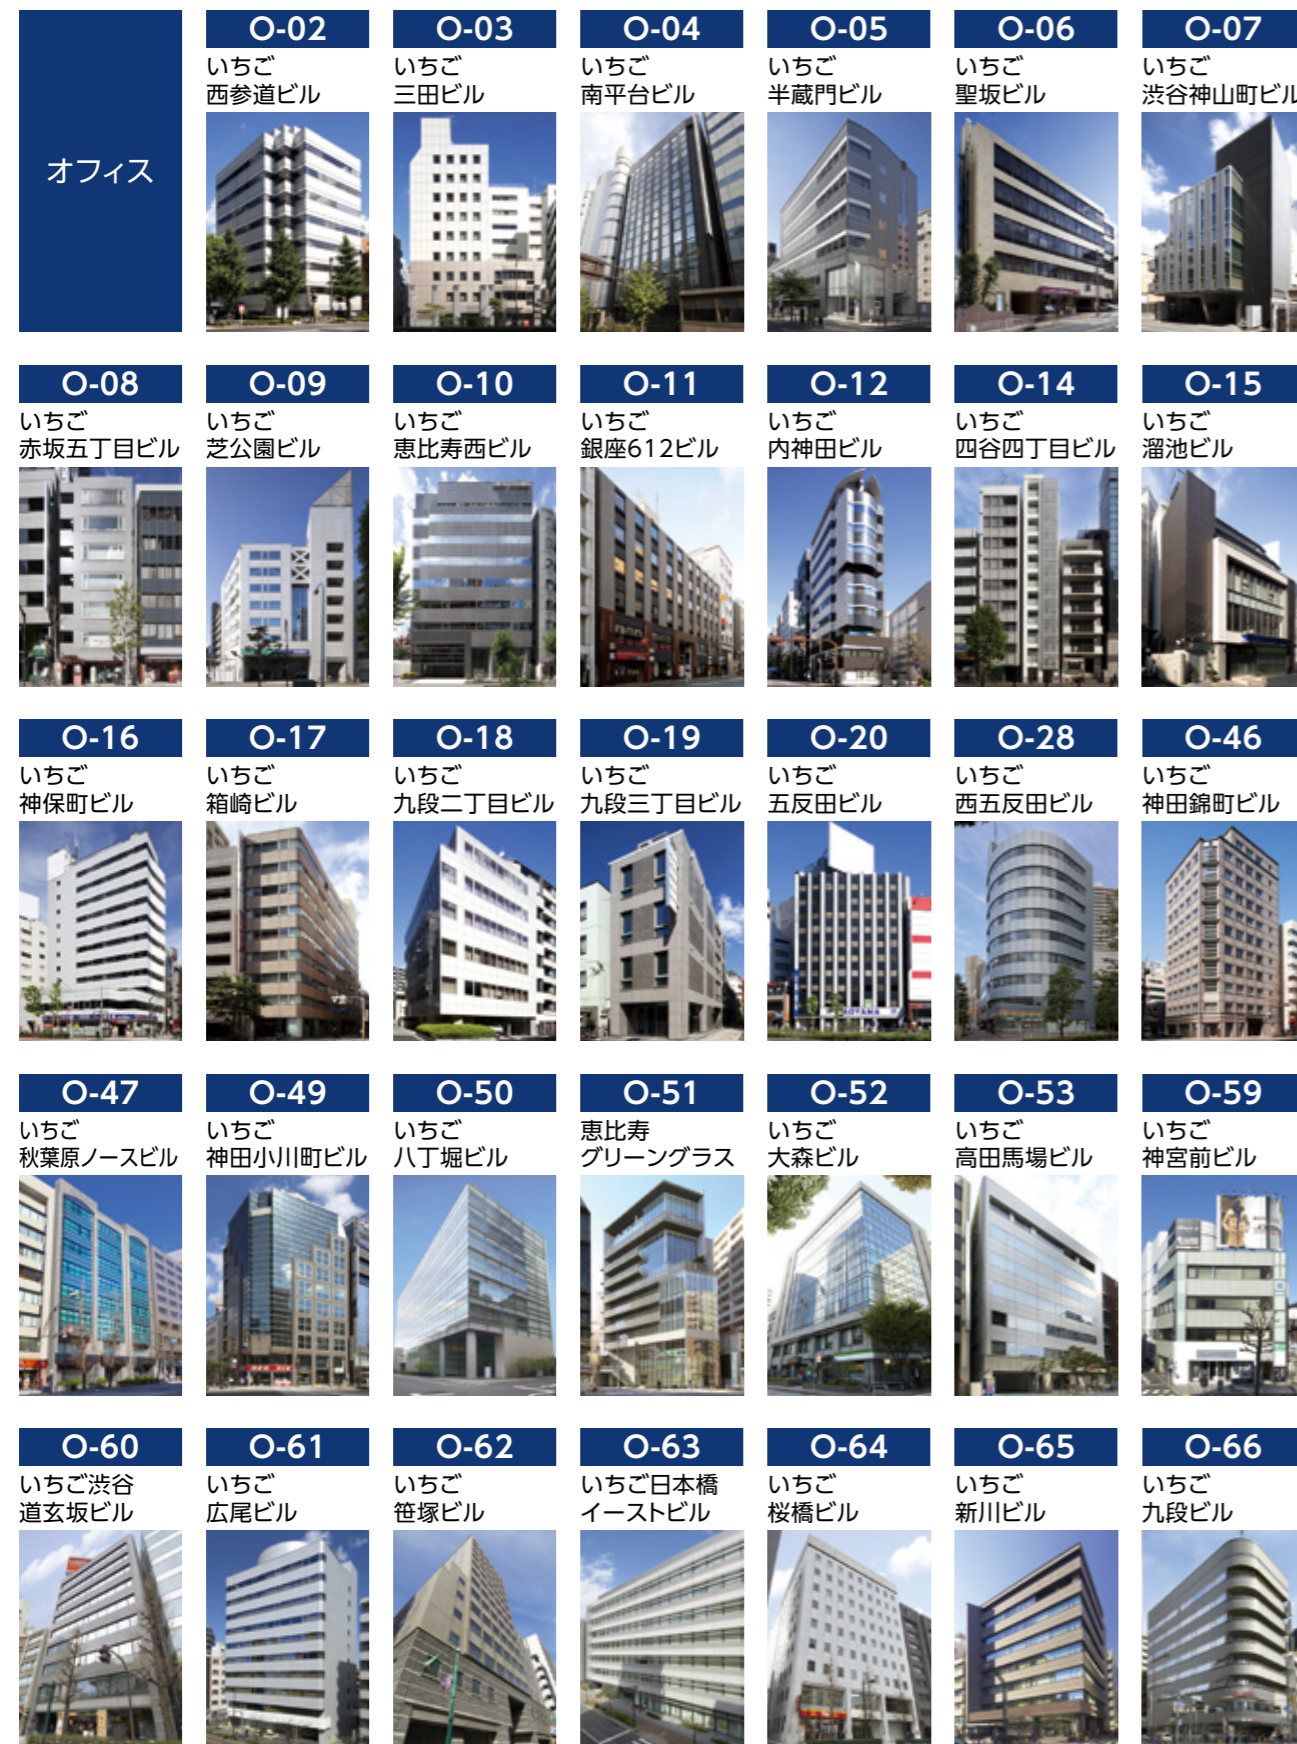 オフィス
O-02
いちご
西参道ビル
O-03
いちご
三田ビル
O-04
いちご
南平台ビル
O-05
いちご
半蔵門ビル
O-06
いちご
聖坂ビル
O-07
いちご
渋谷神山町ビル
O-08
いちご
赤坂五丁目ビル
O-09
いちご
芝公園ビル
O-10
いちご
恵比寿西ビル
O-11
いちご
銀座612ビル
O-12
いちご
内神田ビル
O-14
いちご
四谷四丁目ビル
O-15
いちご
溜池ビル
O-16
いちご
神保町ビル
O-17
いちご
箱崎ビル
O-18
いちご
九段二丁目ビル
O-19
いちご
九段三丁目ビル
O-20
いちご
五反田ビル
O-28
いちご
西五反田ビル
O-46
いちご
神田錦町ビル
O-47
いちご
秋葉原ノースビル
O-49
いちご
神田小川町ビル
O-50
いちご
八丁堀ビル
O-51
恵比寿
グリーングラス
O-52
いちご
大森ビル
O-53
いちご
高田馬場ビル
O-59
いちご
神宮前ビル
O-60
いちご渋谷
道玄坂ビル
O-61
いちご
広尾ビル
O-62
いちご
笹塚ビル
O-63
いちご日本橋
イーストビル
O-64
いちご
桜橋ビル
O-65
いちご
新川ビル
O-66
いちご
九段ビル